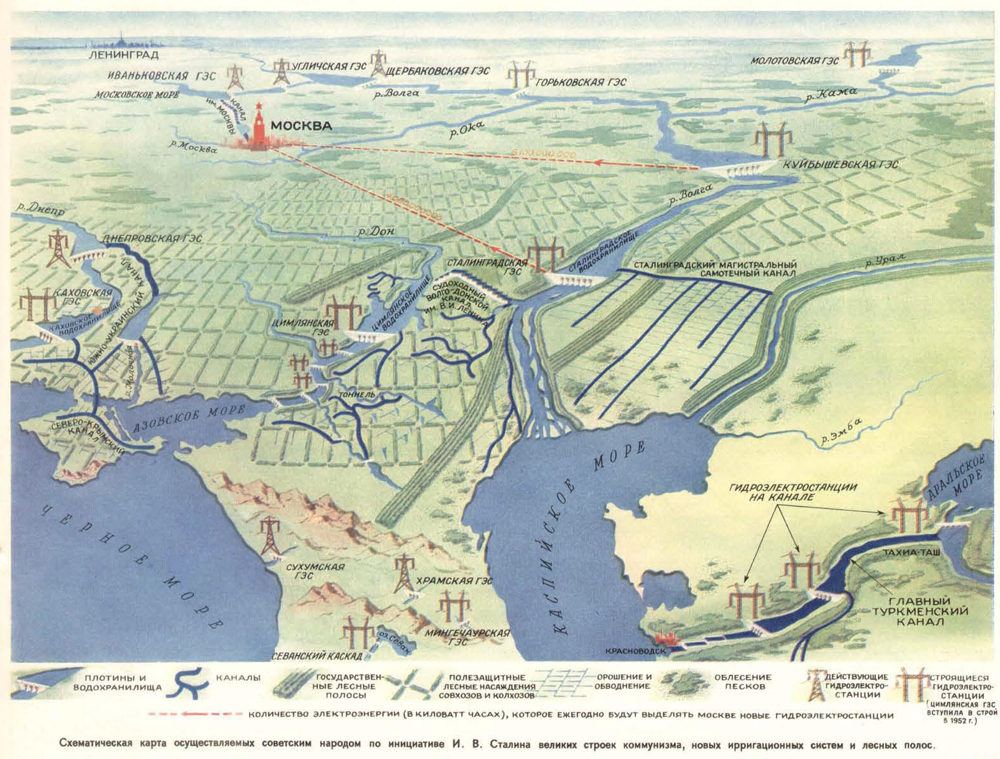 ЛЕНИНГРАД
ИВАНЬКОВСКАЯ ГЭС
УГЛИЧСКАЯ ГЭС
ЩЕРБАКОВСКАЯ ГЭС
МОЛОТОВСКАЯ ГЭС
ГОРЬКОВСКАЯ ГЭС
МОСКОВСКОЕ МОРЕ
р. Волга
р. Кама
КАНАЛ
ИМ. МОСКВЫ
МОСКВА
р. Ока
р. Москва
КУЙБЫШЕВСКАЯ ГЭС
р. Волга
р. Днепр
р. Дон
ДНЕПРОВСКАЯ ГЭС
СТАЛИНГРАДСКАЯ
ГЭС
СТАЛИНГРАДСКОЕ
ВОДОХРАНИЛИЩЕ
СТАЛИНГРАДСКИЙ МАГИСТРАЛЬНЫЙ
САМОТЕЧНЫЙ КАНАЛ
р. Урал
КАХОВСКАЯ
ГЭС
КАХОВСКОЕ
ВОДОХРАНИЛИЩЕ
ЮЖНО-УКРАИНСКИЙ КАНАЛ
ЦИМЛЯНСКАЯ
ГЭС
ЦИМЛЯНСКОЕ
ВОДОХРАНИЛИЩЕ
СУДОХОДНЫЙ
ВОЛГО-ДОНСКОЙ
КАНАЛ
ИМ. В.И. ЛЕНИНА
р. Молочная
ТОННЕЛЬ
АЗОВСКОЕ МОРЕ
СЕВЕРО-КРЫМСКИЙ
КАНАЛ
р. Эмба
ЧЕРНОЕ МОРЕ
КАСПИЙСКОЕ МОРЕ
АРАЛЬСКОЕ
МОРЕ
ГИДРОЭЛЕКТРОСТАНЦИИ
НА КАНАЛЕ
ТАХИА-ТАШ
СУХУМСКАЯ
ГЭС
ХРАМСКАЯ ГЭС
ГЛАВНЫЙ
ТУРКМЕНСКИЙ
КАНАЛ
МИНГЕЧАУРСКАЯ
ГЭС
оз. Севан
СЕВАНСКИЙ КАСКАД
КРАСНОВОДСК
ПЛОТИНЫ И
ВОДОХРАНИЛИЩА
КАНАЛЫ
ГОСУДАРСТВЕН-
НЫЕ ЛЕСНЫЕ
ПОЛОСЫ
ПОЛЕЗАЩИТНЫЕ
ЛЕСНЫЕ НАСАЖДЕНИЯ
СОВХОЗОВ И КОЛХОЗОВ
ОРОШЕНИЕ И
ОБВОДНЕНИЕ
ОБЛЕСЕНИЕ
ПЕСКОВ
ДЕЙСТВУЮЩИЕ
ГИДРОЭЛЕКТРО-
СТАНЦИИ
СТРОЯЩИЕСЯ
ГИДРОЭЛЕКТРО-
СТАНЦИИ
(ЦИМЛЯНСКАЯ ГЭС
ВСТУПИЛА В СТРОЙ
В 1952 г.)
КОЛИЧЕСТВО ЭЛЕКТРОЭНЕРГИИ (В КИЛОВАТТ ЧАСАХ), КОТОРОЕ ЕЖЕГОДНО БУДУТ ВЫДЕЛЯТЬ МОСКВЕ НОВЫЕ ГИДРОЭЛЕКТРОСТАНЦИИ
Схематическая карта осуществляемых советским народом по инициативе И. В. Сталина великих строек коммунизма, новых ирригационных систем и лесных полос.